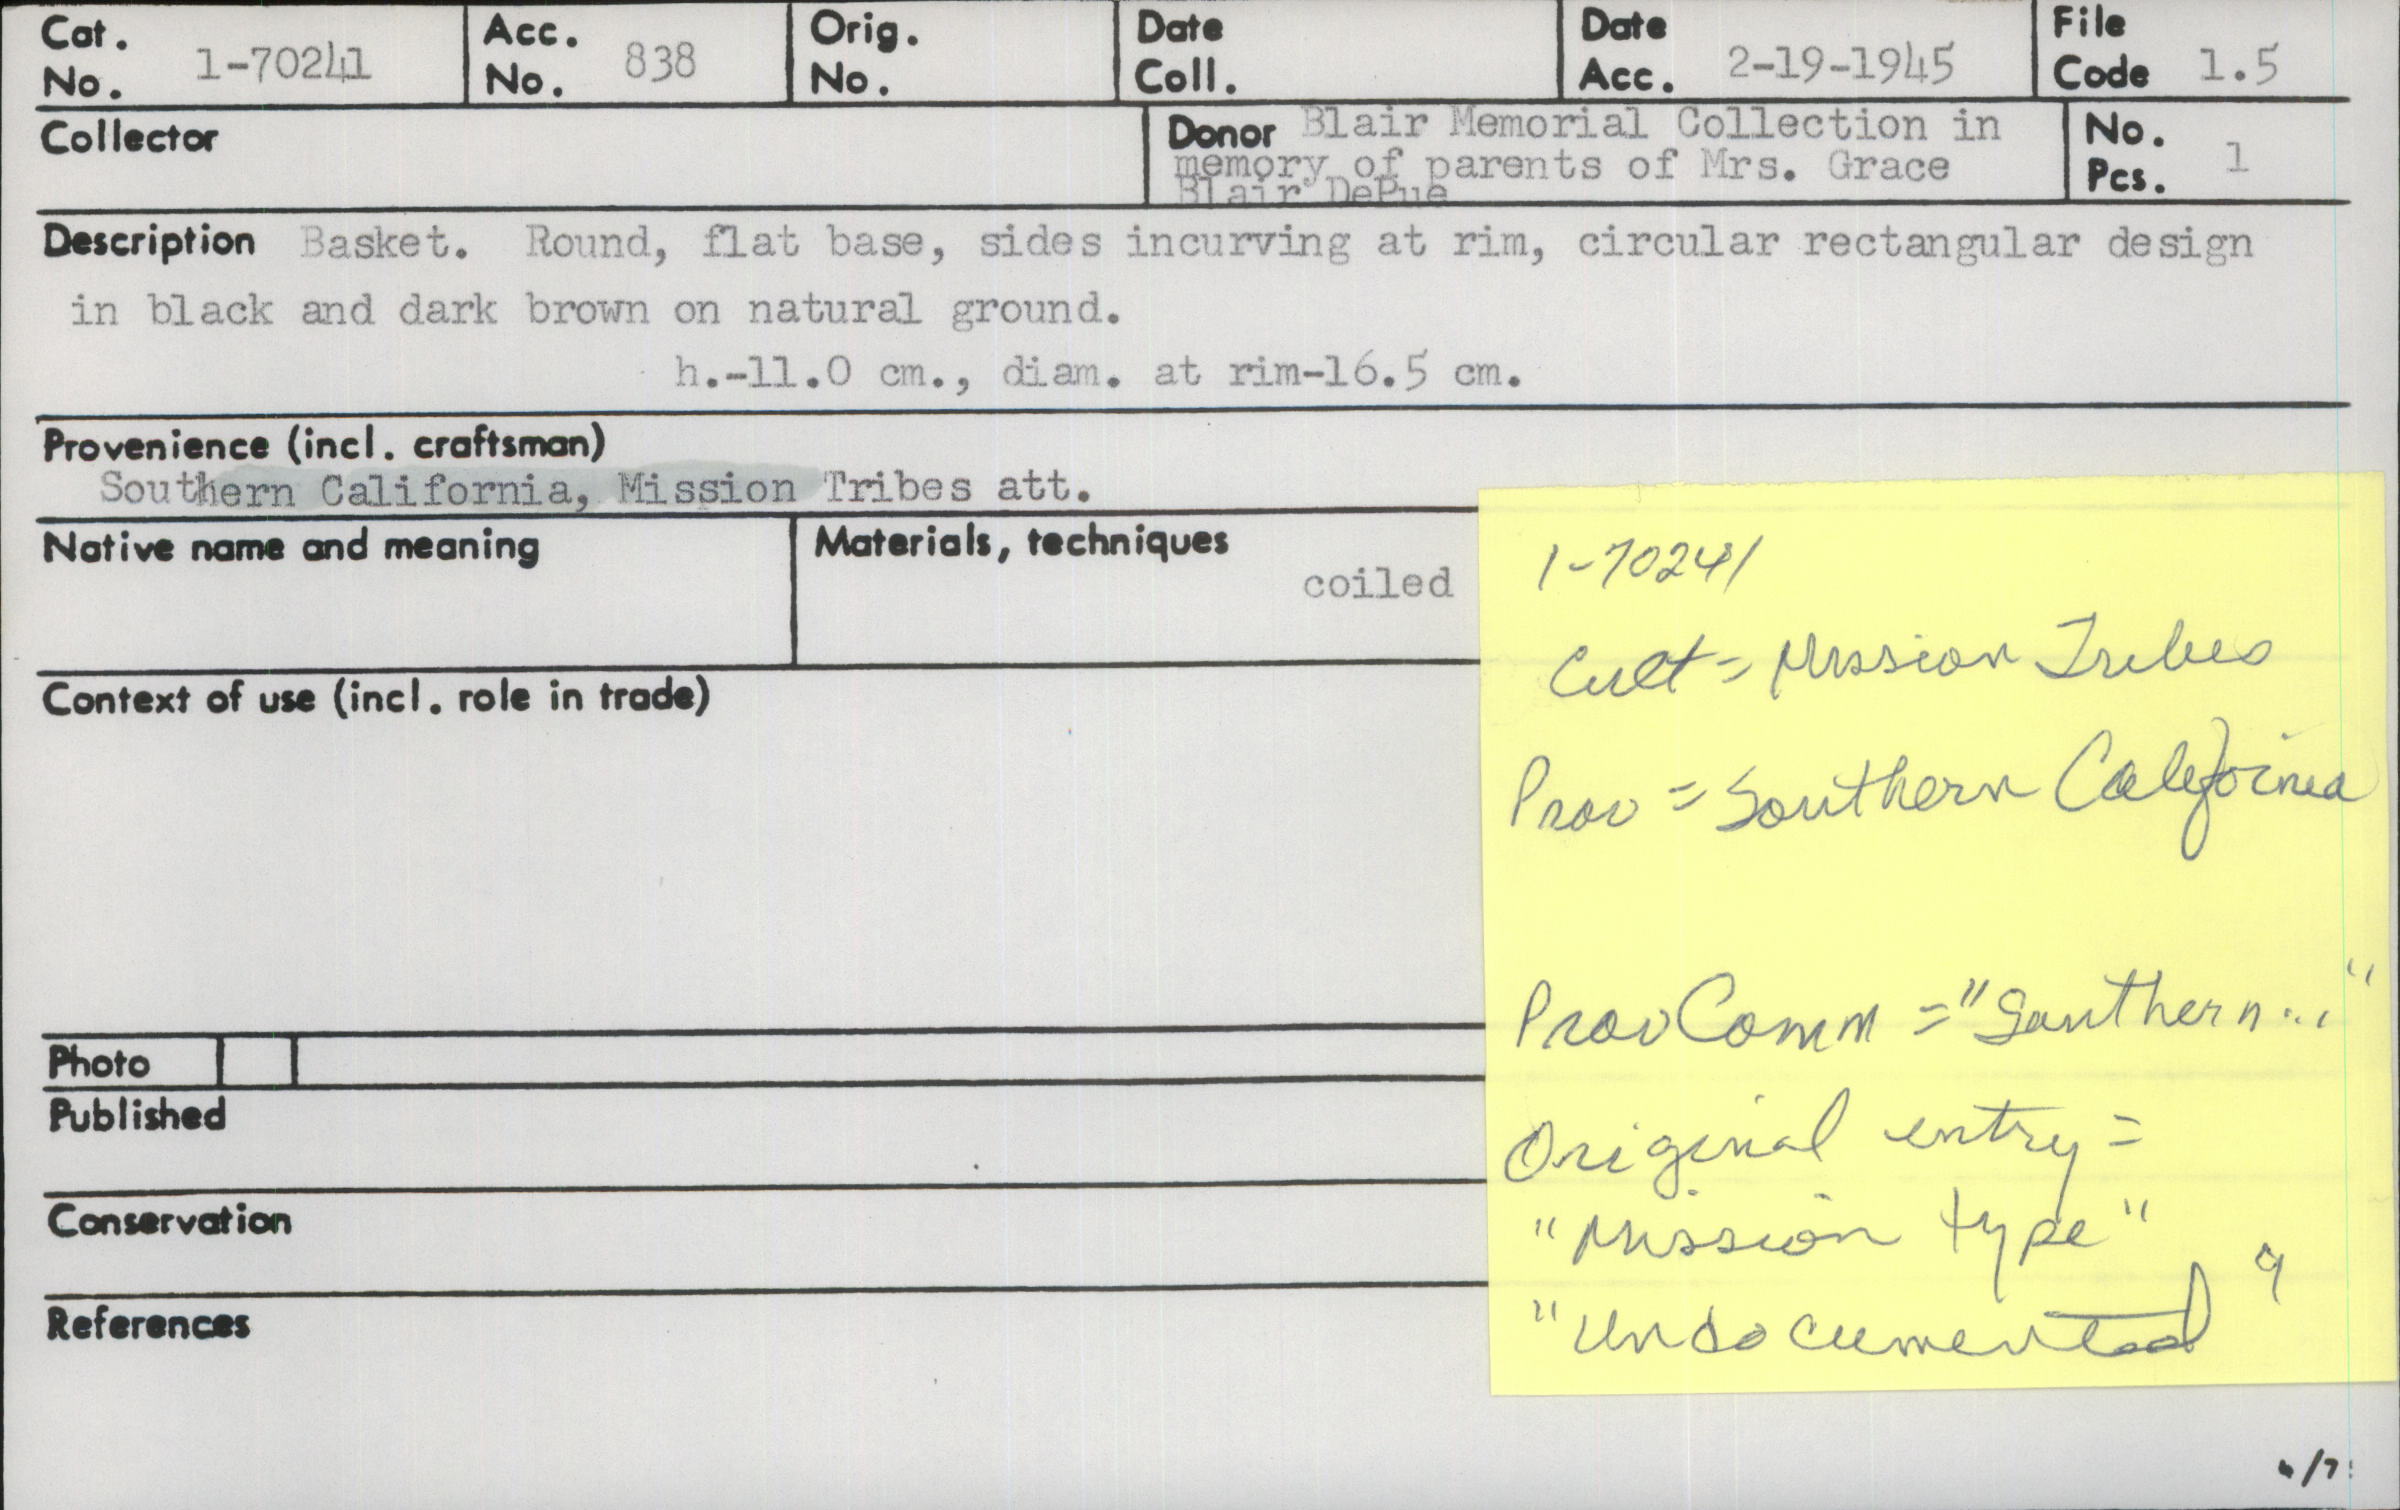 Cat. No. 1-70241 Acc. No. 838 Orig. No. Date Coll. Date Acc. 2-19-1945 File Code 1.5
Collector
Donor Blair Memorial Collection in
memory of parents of Mrs. Grace
Blair DePue
No. Pcs. 1
Description Basket. Round, flat base, sides incurving at rim, circular rectangular design
in black and dark brown on natural ground.
h.-11.0 cm., diam. at rim-16.5 cm.
Provenience (incl. craftsman)
Southern California, Mission Tribes att.
Native name and meaning
Materials, techniques
coiled
Context of use (incl. role in trade)
Photo
Published
Conservation
References
1-70241
Cult = Mission Tribes
Prov = Southern California
Prov Comm = "Southern..."
Original entry =
"Mission type"
"Undocumented"